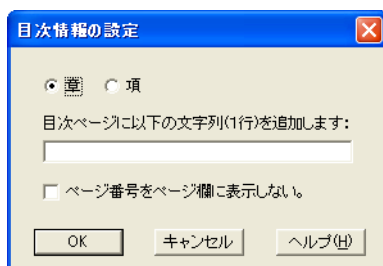 目次情報の設定
章 項
目次ページに以下の文字列(1行)を追加します:
ページ番号をページ欄に表示しない。
OK キャンセル ヘルプ(H)